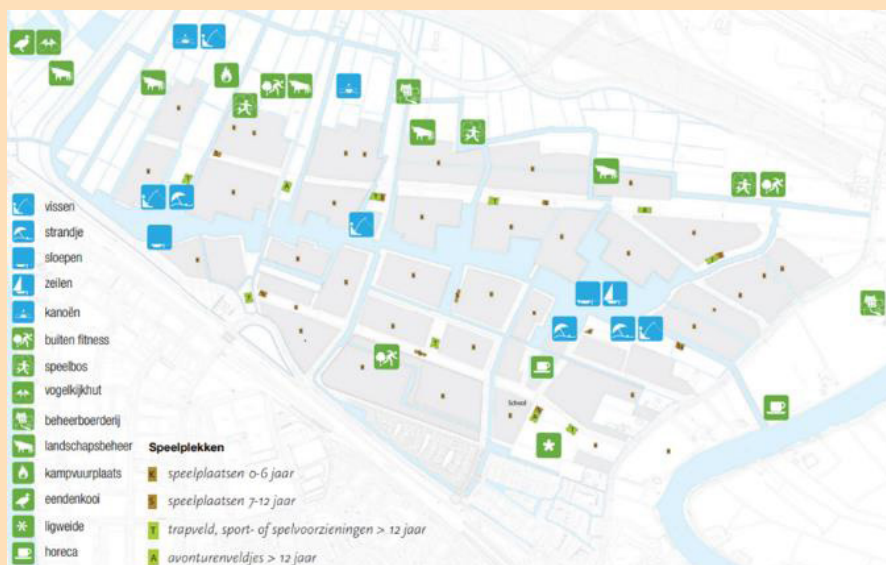 vissen
strandje
sloepen
zeilen
kanoën
buiten fitness
speelbos
vogelkijkhut
beheerboerderij
landschapsbeheer
kampvuurplaats
eendenkooi
ligweide
horeca
Speelplekken
K speelplaatsen 0-6 jaar
S speelplaatsen 7-12 jaar
T trapveld, sport- of spelvoorzieningen > 12 jaar
A avonturenveldjes > 12 jaar
School